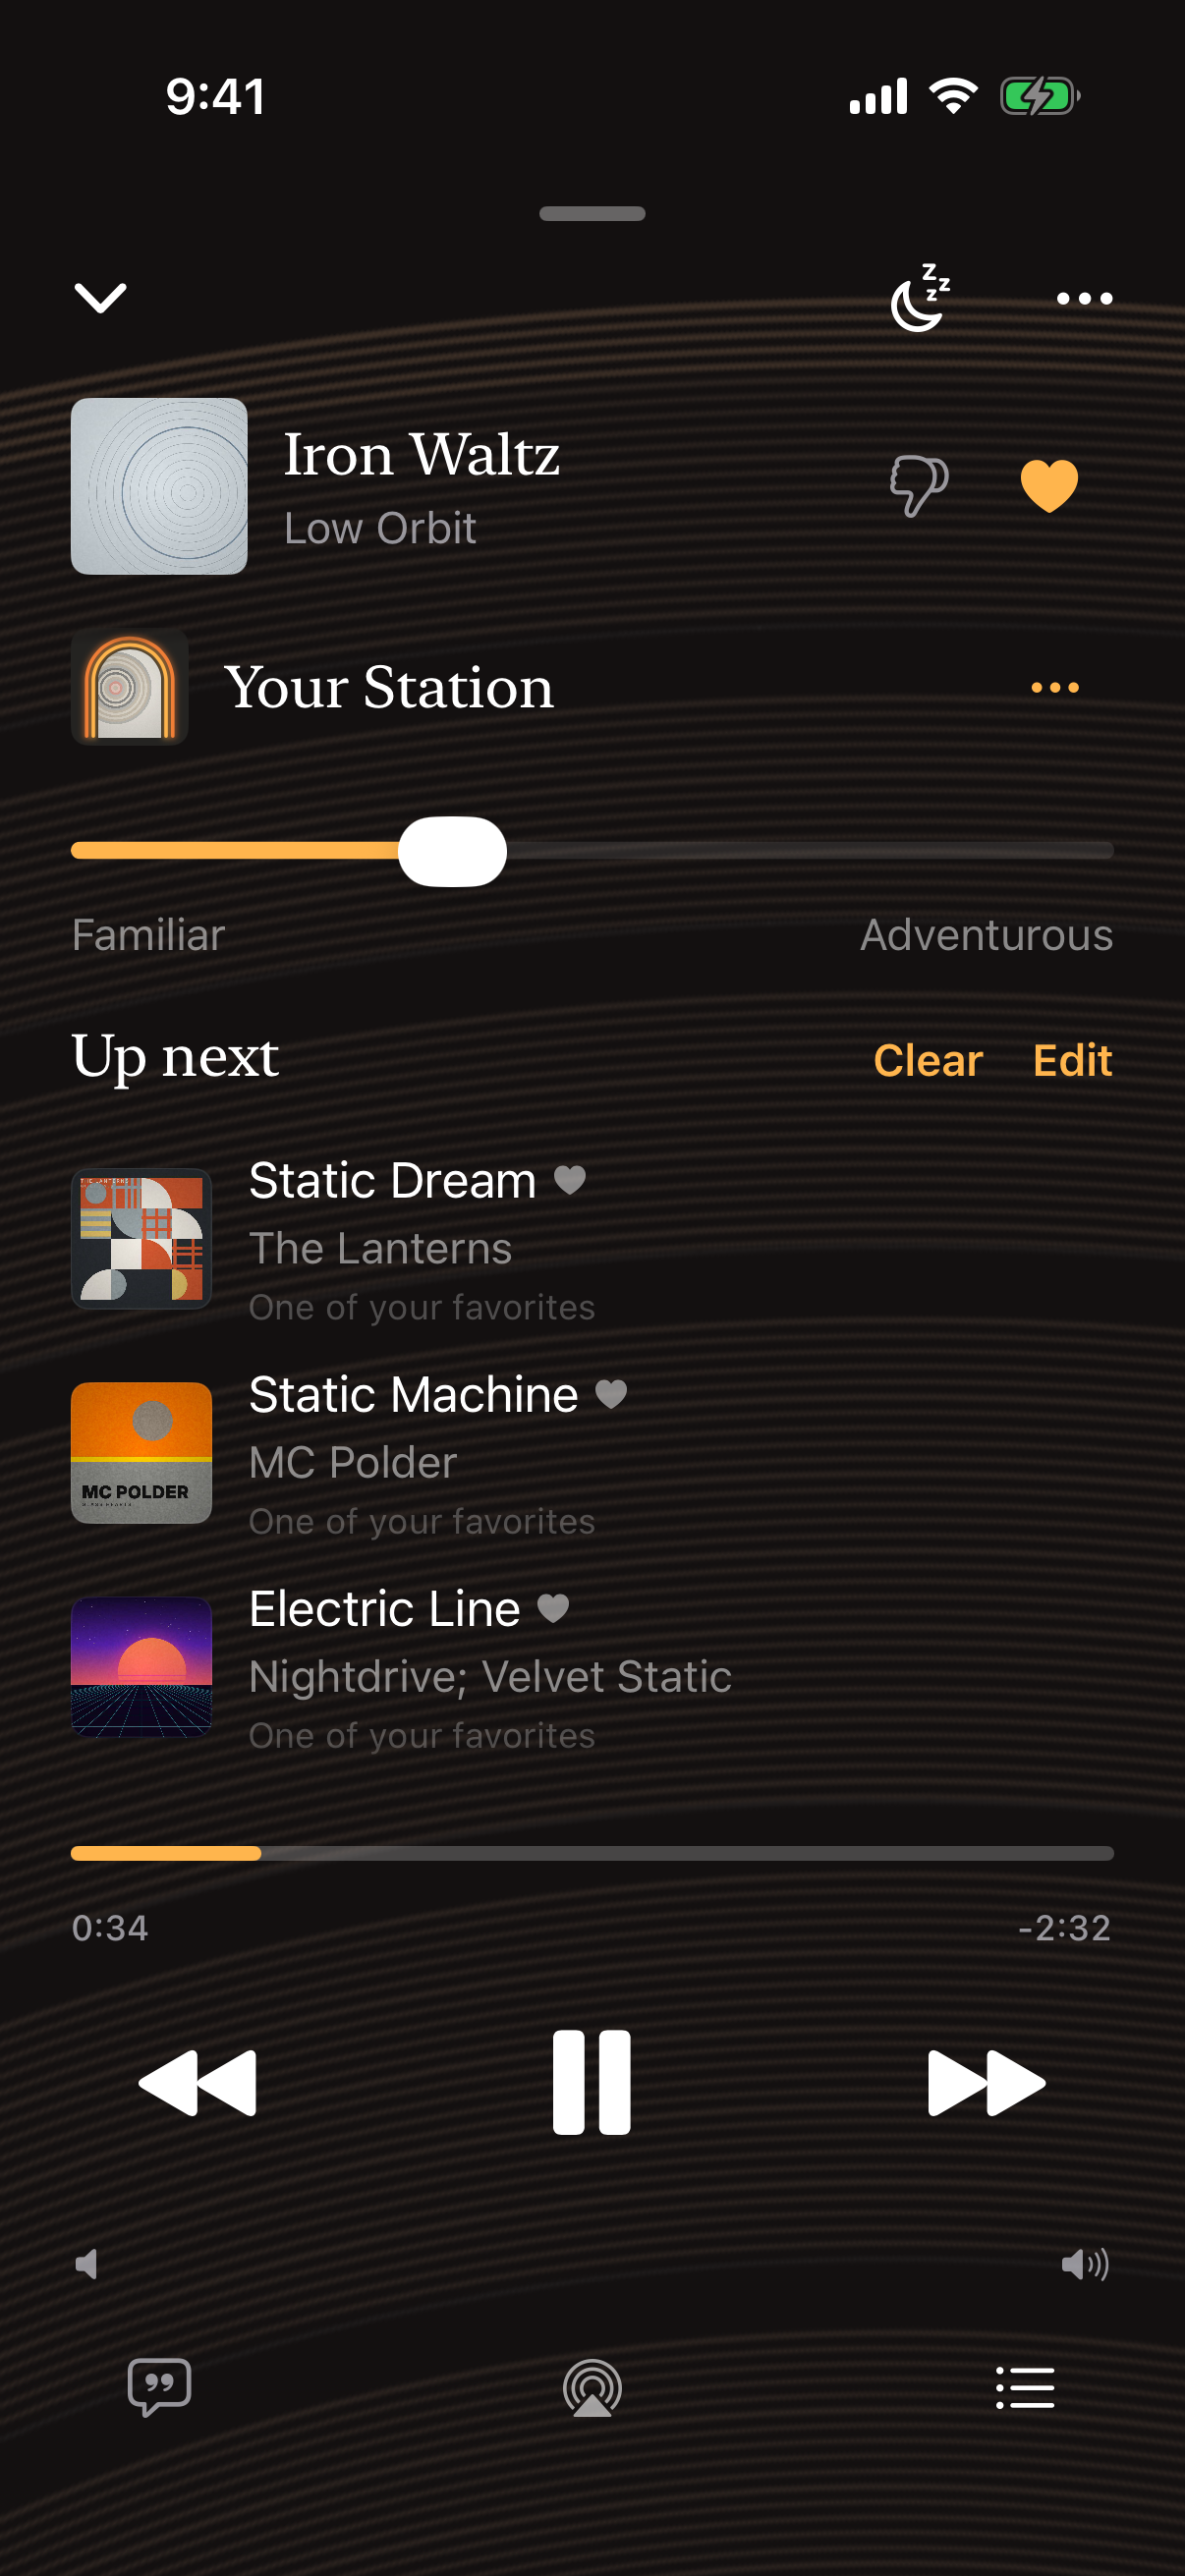 9:41
Iron Waltz
Low Orbit
Your Station
Familiar
Adventurous
Up next
Clear
Edit
THE LANTERNS
Static Dream
The Lanterns
One of your favorites
Static Machine
MC Polder
MC POLDER
One of your favorites
Electric Line
Nightdrive; Velvet Static
One of your favorites
0:34
-2:32